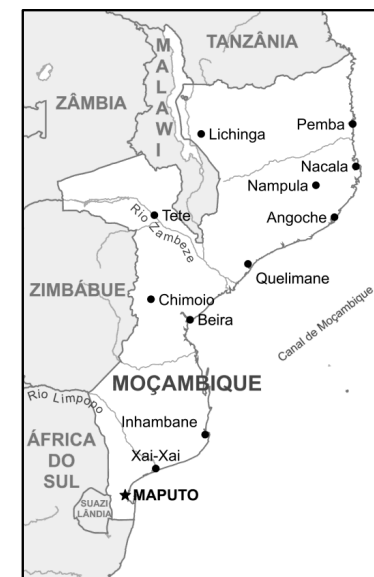 TANZÂNIA
MALAWI
ZÂMBIA
Pemba
Lichinga
Nacala
Nampula
Tete
Angoche
Rio Zambeze
Quelimane
ZIMBÁBUE
Chimoio
Beira
Canal de Moçambique
MOÇAMBIQUE
Rio Limpopo
Inhambane
ÁFRICA
DO
SUL
Xai-Xai
MAPUTO
SUAZI
LÂNDIA